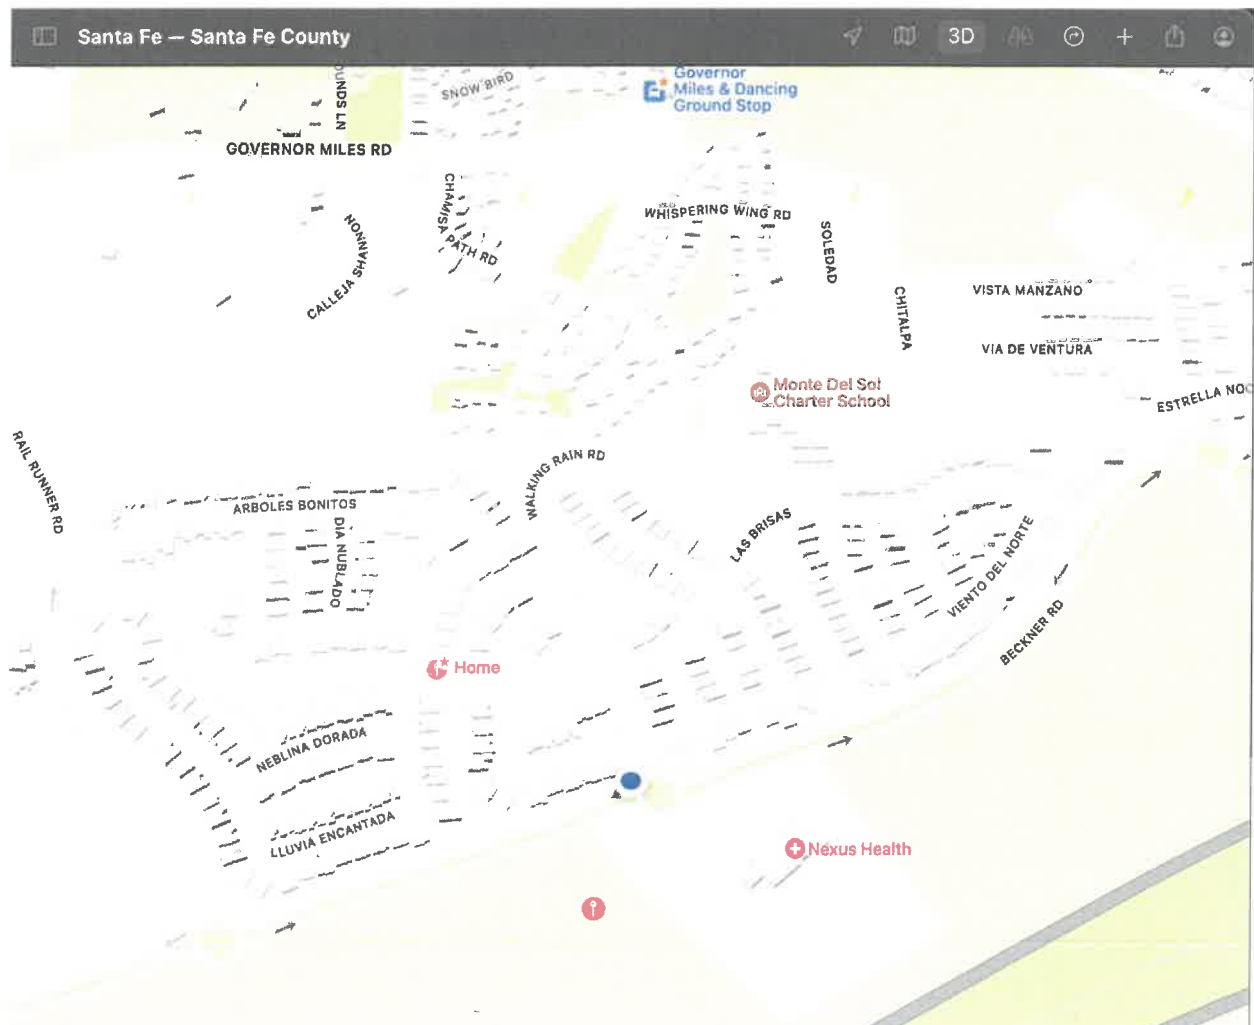 Santa Fe — Santa Fe County
3D
SNOW BIRD
UNDS LN
Governor
Miles & Dancing
Ground Stop
GOVERNOR MILES RD
CHAMISA PATH RD
WHISPERING WING RD
CALLEJA SHANNON
SOLEDAD
CHITALPA
VISTA MANZANO
VIA DE VENTURA
Monte Del Sol
Charter School
ESTRELLA NOC
RAIL RUNNER RD
WALKING RAIN RD
ARBOLES BONITOS
DIA NUBLADO
LAS BRISAS
VIENTO DEL NORTE
BECKNER RD
Home
NEBLINA DORADA
LLUVIA ENCANTADA
Nexus Health